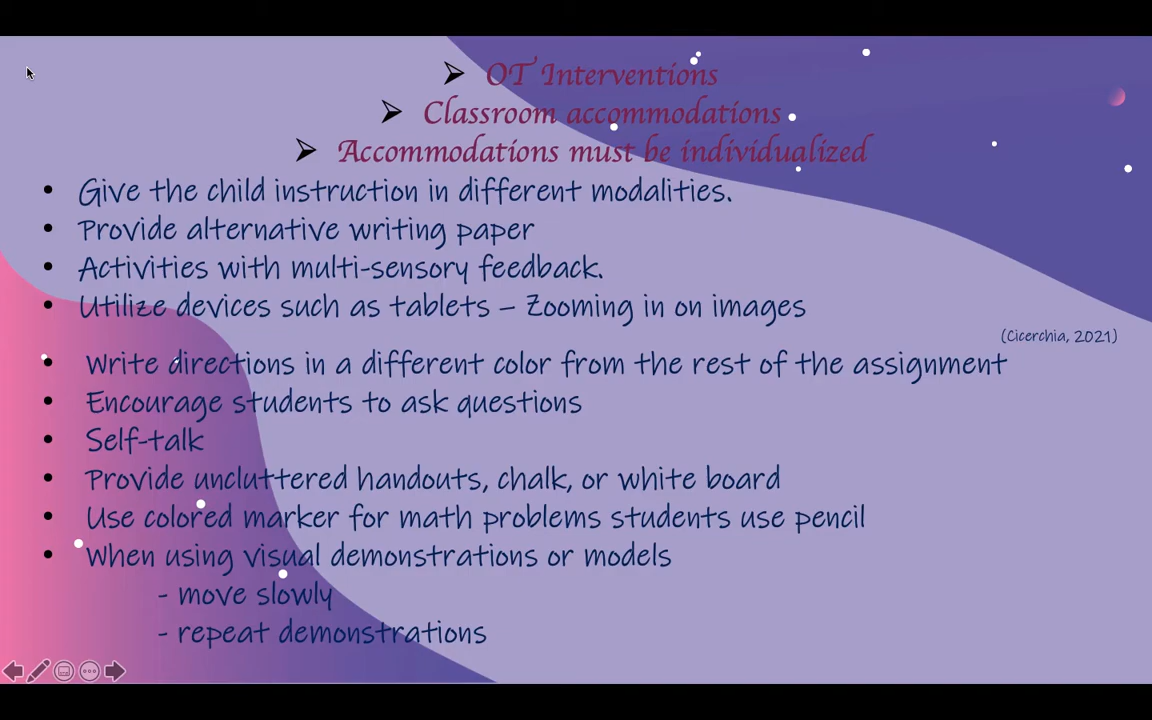 ➢ OT Interventions
➢ Classroom accommodations
➢ Accommodations must be individualized
• Give the child instruction in different modalities.
• Provide alternative writing paper
• Activities with multi-sensory feedback.
• Utilize devices such as tablets – Zooming in on images
(Cicerchia, 2021)
• Write directions in a different color from the rest of the assignment
• Encourage students to ask questions
• Self-talk
• Provide uncluttered handouts, chalk, or white board
• Use colored marker for math problems students use pencil
• When using visual demonstrations or models
- move slowly
- repeat demonstrations